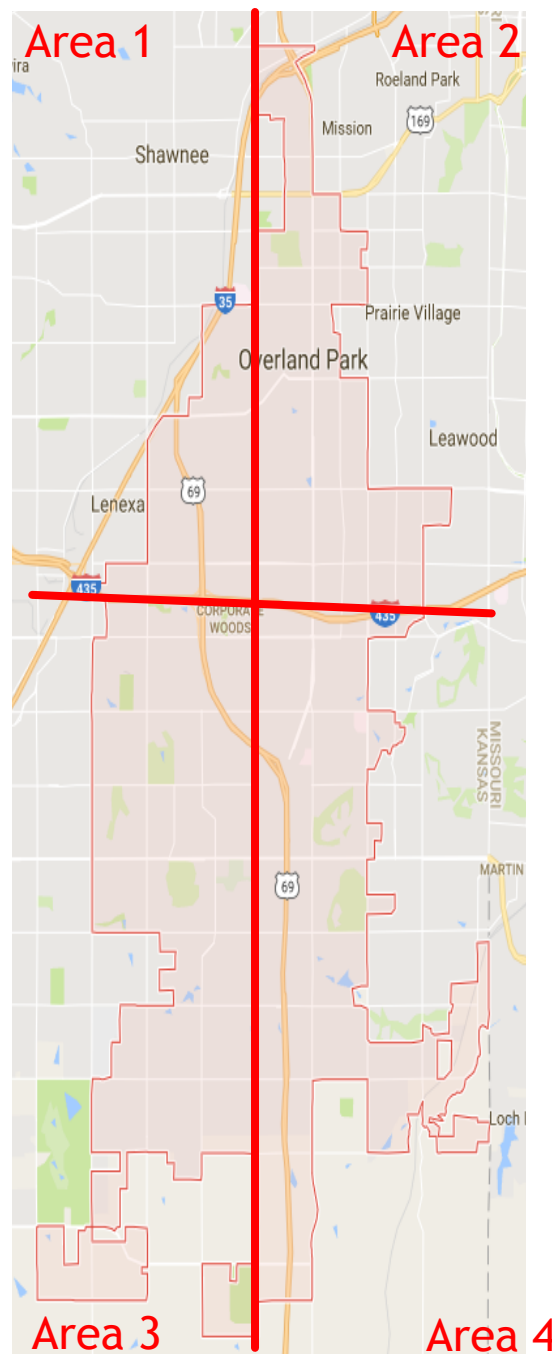 Area 1
Area 2
vira
Roeland Park
169
Mission
Shawnee
35
Prairie Village
Overland Park
Leawood
69
Lenexa
435
CORPORATE
WOODS
435
MISSOURI
KANSAS
MARTIN
69
Loch
Area 3
Area 4